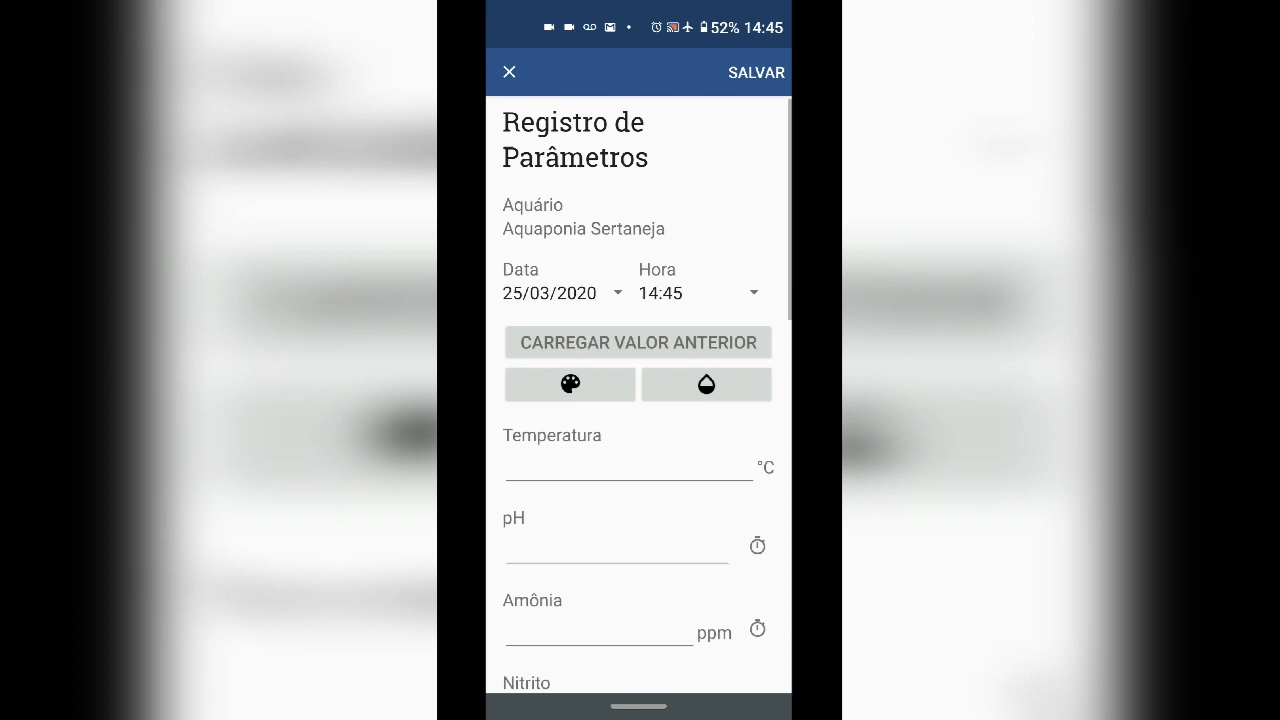 52% 14:45
SALVAR
Registro de
Parâmetros
Aquário
Aquaponia Sertaneja
Data Hora
25/03/2020 14:45
CARREGAR VALOR ANTERIOR
Temperatura
°C
pH
Amônia
ppm
Nitrito